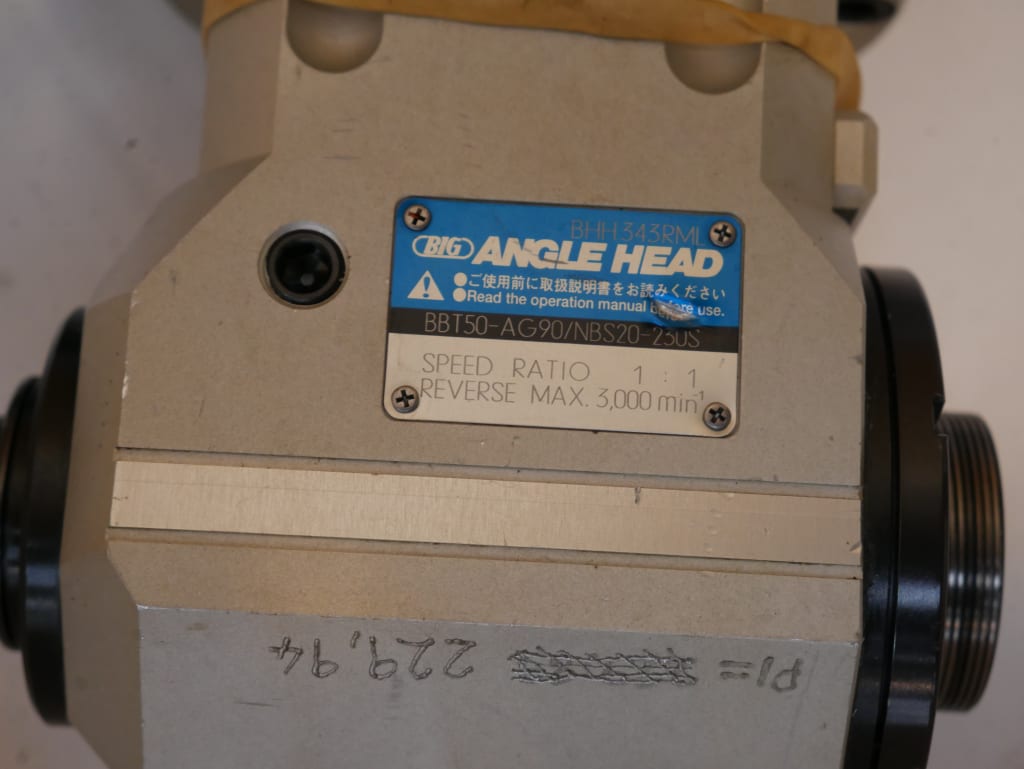 BHH343RML
BIG ANGLE HEAD
ご使用前に取扱説明書をお読みください
Read the operation manual before use.
BBT50-AG90/NBS20-230S
SPEED RATIO 1 : 1
REVERSE MAX. 3,000 min⁻¹
P1= 229,94